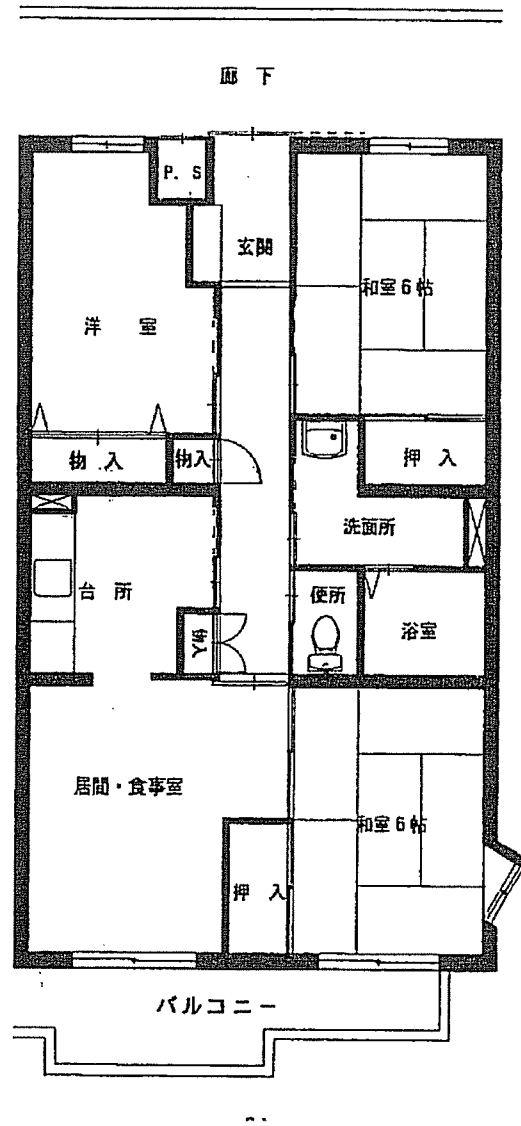 廊下
P.S
玄関
和室6帖
洋室
物入
物入
押入
洗面所
台所
便所
浴室
物入
居間・食事室
和室6帖
押入
バルコニー